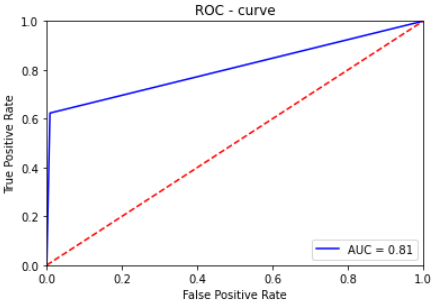 ROC - curve
True Positive Rate
1.0
0.8
0.6
0.4
0.2
0.0
AUC = 0.81
0.0 0.2 0.4 0.6 0.8 1.0
False Positive Rate